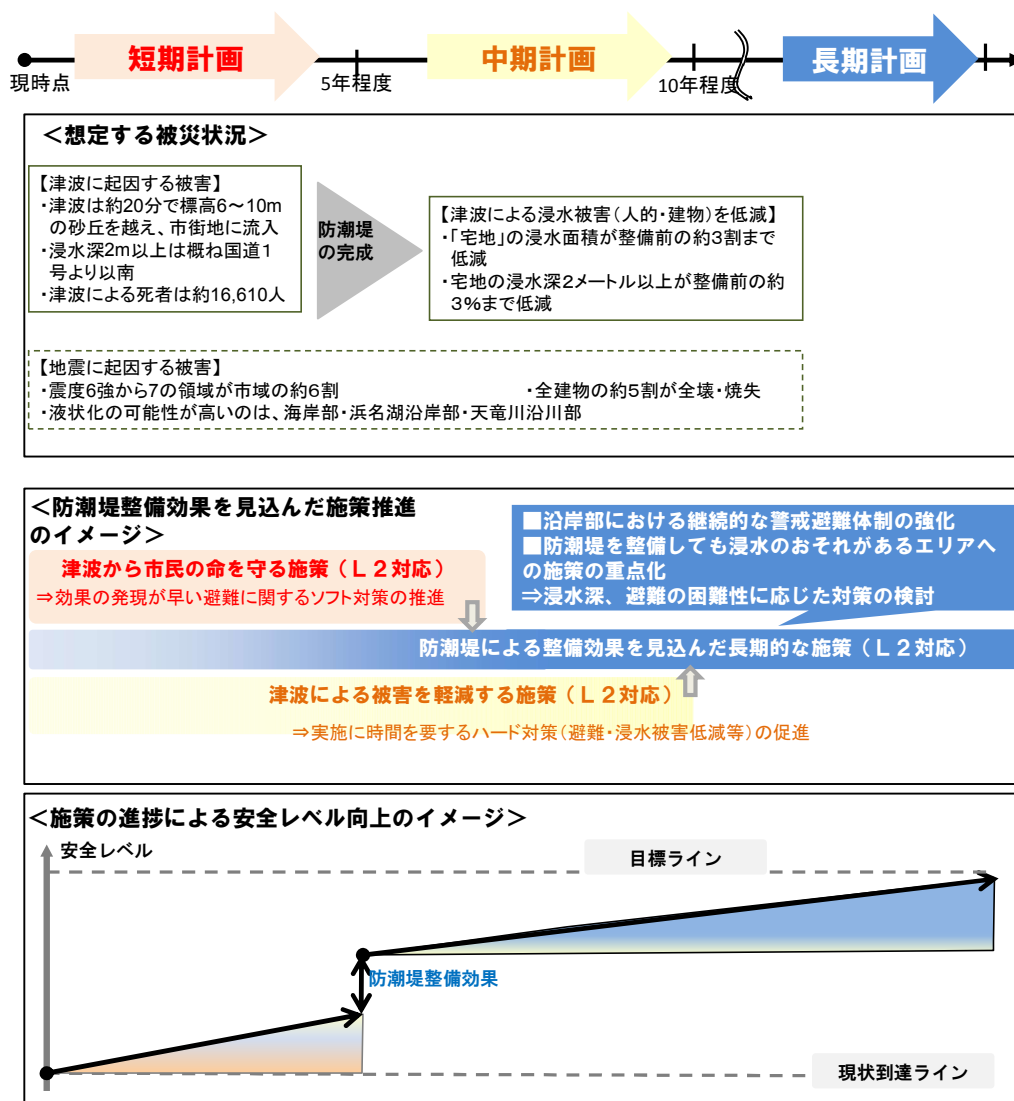 短期計画
中期計画
長期計画
現時点
5年程度
10年程度
＜想定する被災状況＞
【津波に起因する被害】
・津波は約20分で標高6～10m
の砂丘を越え、市街地に流入
・浸水深2m以上は概ね国道1
号より以南
・津波による死者は約16,610人
防潮堤
の完成
【津波による浸水被害(人的・建物)を低減】
・「宅地」の浸水面積が整備前の約3割まで
低減
・宅地の浸水深2メートル以上が整備前の約
3%まで低減
【地震に起因する被害】
・震度6強から7の領域が市域の約6割
・全建物の約5割が全壊・焼失
・液状化の可能性が高いのは、海岸部・浜名湖沿岸部・天竜川沿川部
＜防潮堤整備効果を見込んだ施策推進
のイメージ＞
津波から市民の命を守る施策（Ｌ２対応）
⇒効果の発現が早い避難に関するソフト対策の推進
■沿岸部における継続的な警戒避難体制の強化
■防潮堤を整備しても浸水のおそれがあるエリアへ
の施策の重点化
⇒浸水深、避難の困難性に応じた対策の検討
防潮堤による整備効果を見込んだ長期的な施策（Ｌ２対応）
津波による被害を軽減する施策（Ｌ２対応）
⇒実施に時間を要するハード対策(避難・浸水被害低減等)の促進
＜施策の進捗による安全レベル向上のイメージ＞
安全レベル
目標ライン
防潮堤整備効果
現状到達ライン